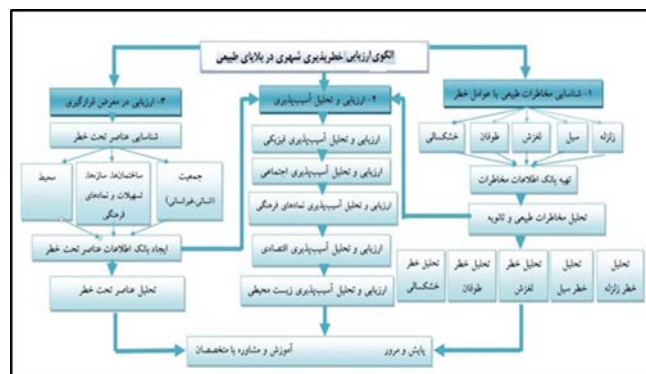 الگوی ارزیابی خطرپذیری شهری در بلایای طبیعی
۱- شناسایی مخاطرات طبیعی یا عوامل خطر
زلزله
سیل
لغزش
طوفان
خشکسالی
تهیه بانک اطلاعات مخاطرات
تحلیل مخاطرات طبیعی و ثانویه
تحلیل
خطر زلزله
تحلیل
خطر سیل
تحلیل خطر
لغزش
تحلیل خطر
طوفان
تحلیل خطر
خشکسالی
۲- ارزیابی و تحلیل آسیب‌پذیری
ارزیابی و تحلیل آسیب‌پذیری فیزیکی
ارزیابی و تحلیل آسیب‌پذیری اجتماعی
ارزیابی و تحلیل آسیب‌پذیری نمادهای فرهنگی
ارزیابی و تحلیل آسیب‌پذیری اقتصادی
ارزیابی و تحلیل آسیب‌پذیری زیست محیطی
۳- ارزیابی در معرض قرارگیری
شناسایی عناصر تحت خطر
جمعیت
(انسانی-غیرانسانی)
ساختمان‌ها، سازه‌ها،
تسهیلات و نمادهای
فرهنگی
محیط
ایجاد بانک اطلاعات عناصر تحت خطر
تحلیل عناصر تحت خطر
پایش و مرور
آموزش و مشاوره با متخصصان